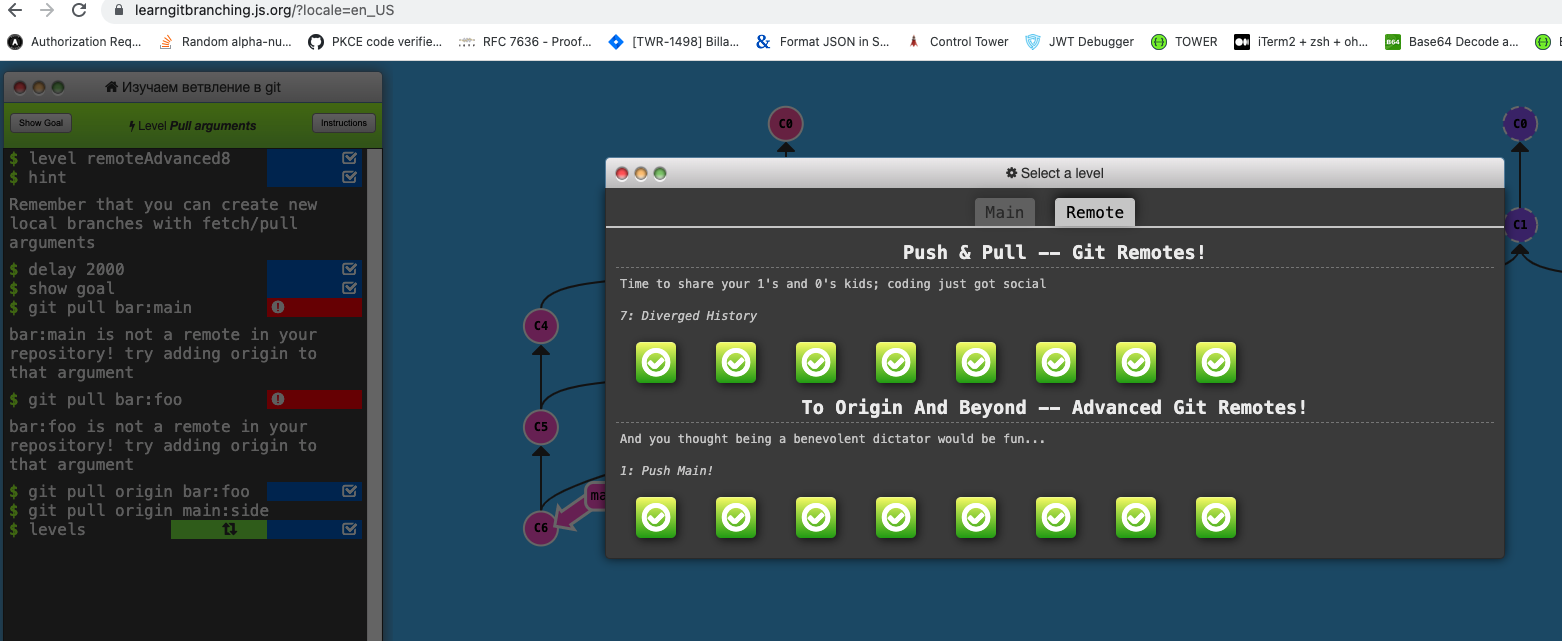 learngitbranching.js.org/?locale=en_US
Authorization Req... Random alpha-nu... PKCE code verifie... RFC 7636 - Proof... [TWR-1498] Billa... Format JSON in S... Control Tower JWT Debugger TOWER iTerm2 + zsh + oh... B64 Base64 Decode a...
Изучаем ветвление в git
Show Goal Level Pull arguments Instructions
$ level remoteAdvanced8
$ hint
Remember that you can create new
local branches with fetch/pull
arguments
$ delay 2000
$ show goal
$ git pull bar:main
bar:main is not a remote in your
repository! try adding origin to
that argument
$ git pull bar:foo
bar:foo is not a remote in your
repository! try adding origin to
that argument
$ git pull origin bar:foo
$ git pull origin main:side
$ levels
C0
C4
C5
C6
ma
Select a level
Main Remote
Push & Pull -- Git Remotes!
Time to share your 1's and 0's kids; coding just got social
7: Diverged History
To Origin And Beyond -- Advanced Git Remotes!
And you thought being a benevolent dictator would be fun...
1: Push Main!
C0
C1